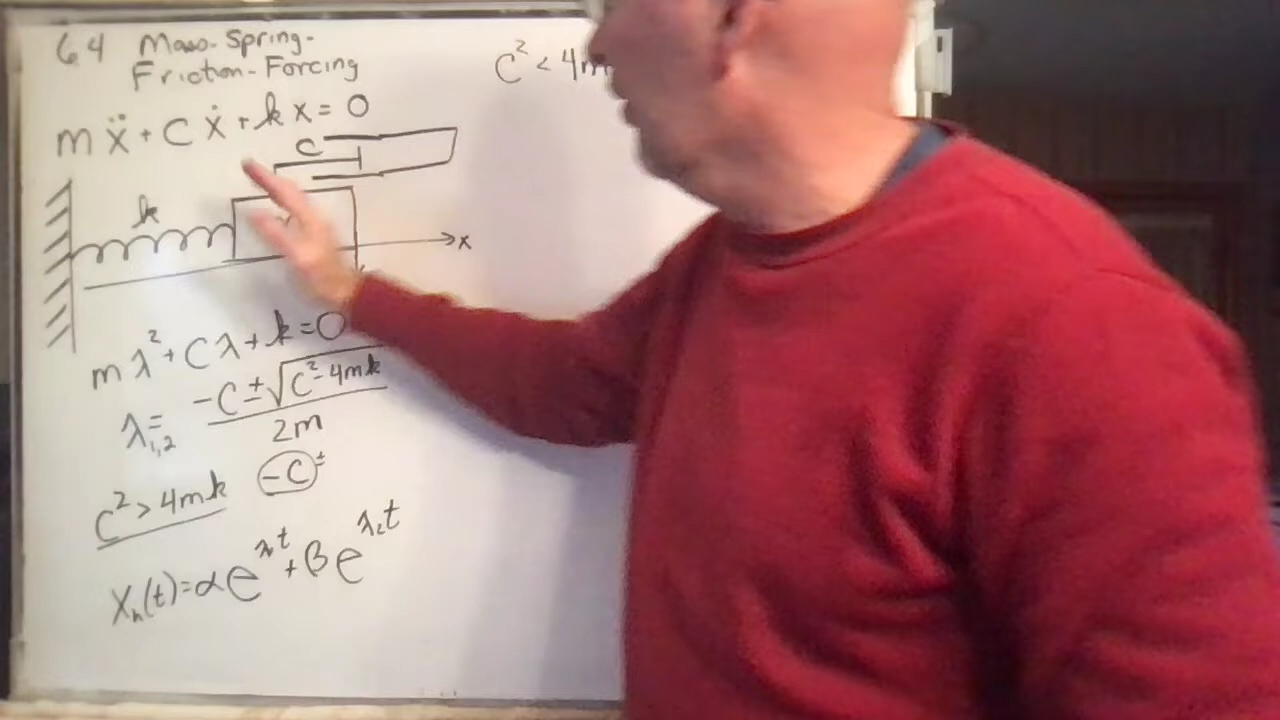 6.4 Mass-Spring-
Friction-Forcing
mẍ + Cẋ + kx = 0
C
k
x
mλ² + Cλ + k = 0
λ₁,₂ = (-C ± √(C² - 4mk)) / 2m
C² > 4mk
-C ±
Xₕ(t) = αe^(λ₁t) + βe^(λ₂t)
C² < 4m